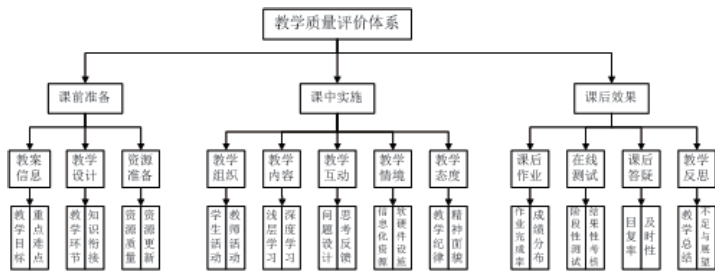 教学质量评价体系
课前准备
课中实施
课后效果
教案
信息
教学
设计
资源
准备
教学
组织
教学
内容
教学
互动
教学
情境
教学
态度
课后
作业
在线
测试
课后
答疑
教学
反思
教学目标
重点难点
教学环节
知识衔接
资源质量
资源更新
学生活动
教师活动
浅层学习
深度学习
问题设计
思考反馈
信息化资源
软硬件设施
教学纪律
精神面貌
作业完成率
成绩分布
阶段性测试
结果性考核
回复率
及时性
教学总结
不足与展望